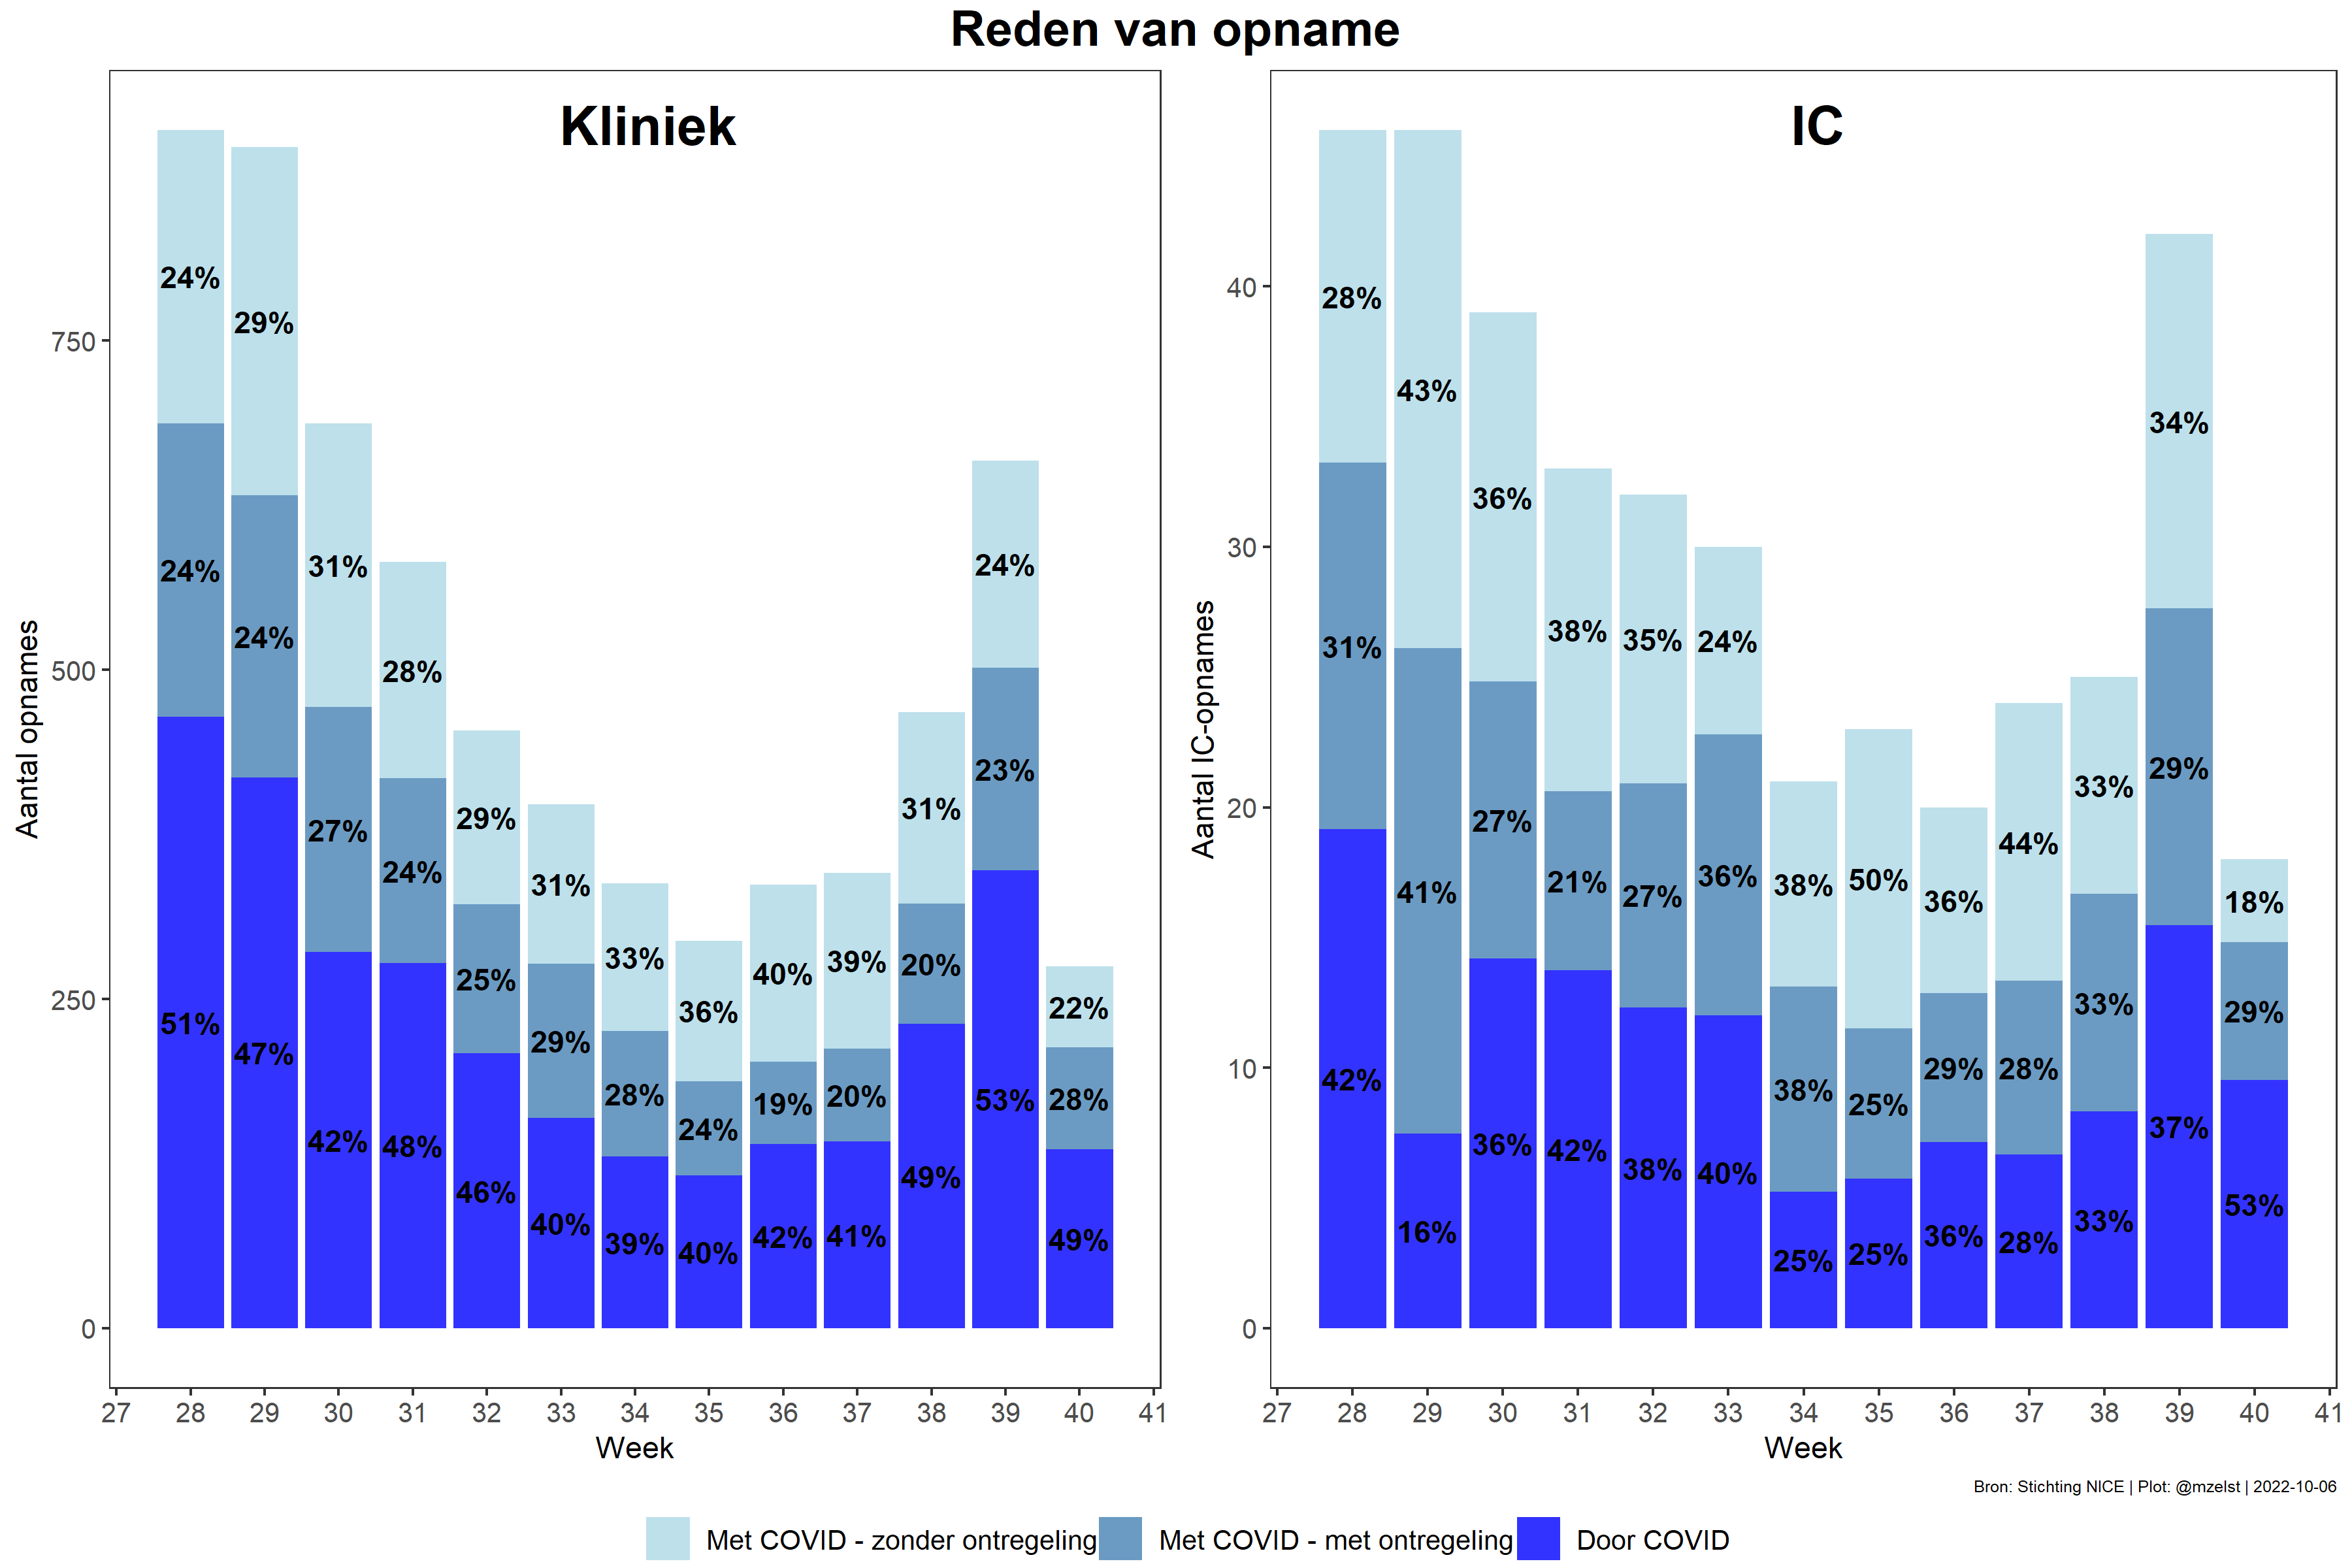 Reden van opname
Kliniek
Aantal opnames
750
500
250
0
24% 29% 31% 28% 29% 31% 33% 36% 40% 39% 31% 24% 22%
24% 24% 27% 24% 25% 29% 28% 24% 19% 20% 20% 23% 28%
51% 47% 42% 48% 46% 40% 39% 40% 42% 41% 49% 53% 49%
27 28 29 30 31 32 33 34 35 36 37 38 39 40 41
Week
IC
Aantal IC-opnames
40
30
20
10
0
28% 43% 36% 38% 35% 24% 38% 50% 36% 44% 33% 34% 18%
31% 41% 27% 21% 27% 36% 38% 25% 29% 28% 33% 29% 29%
42% 16% 36% 42% 38% 40% 25% 25% 36% 28% 33% 37% 53%
27 28 29 30 31 32 33 34 35 36 37 38 39 40 41
Week
Bron: Stichting NICE | Plot: @mzelst | 2022-10-06
Met COVID - zonder ontregeling Met COVID - met ontregeling Door COVID